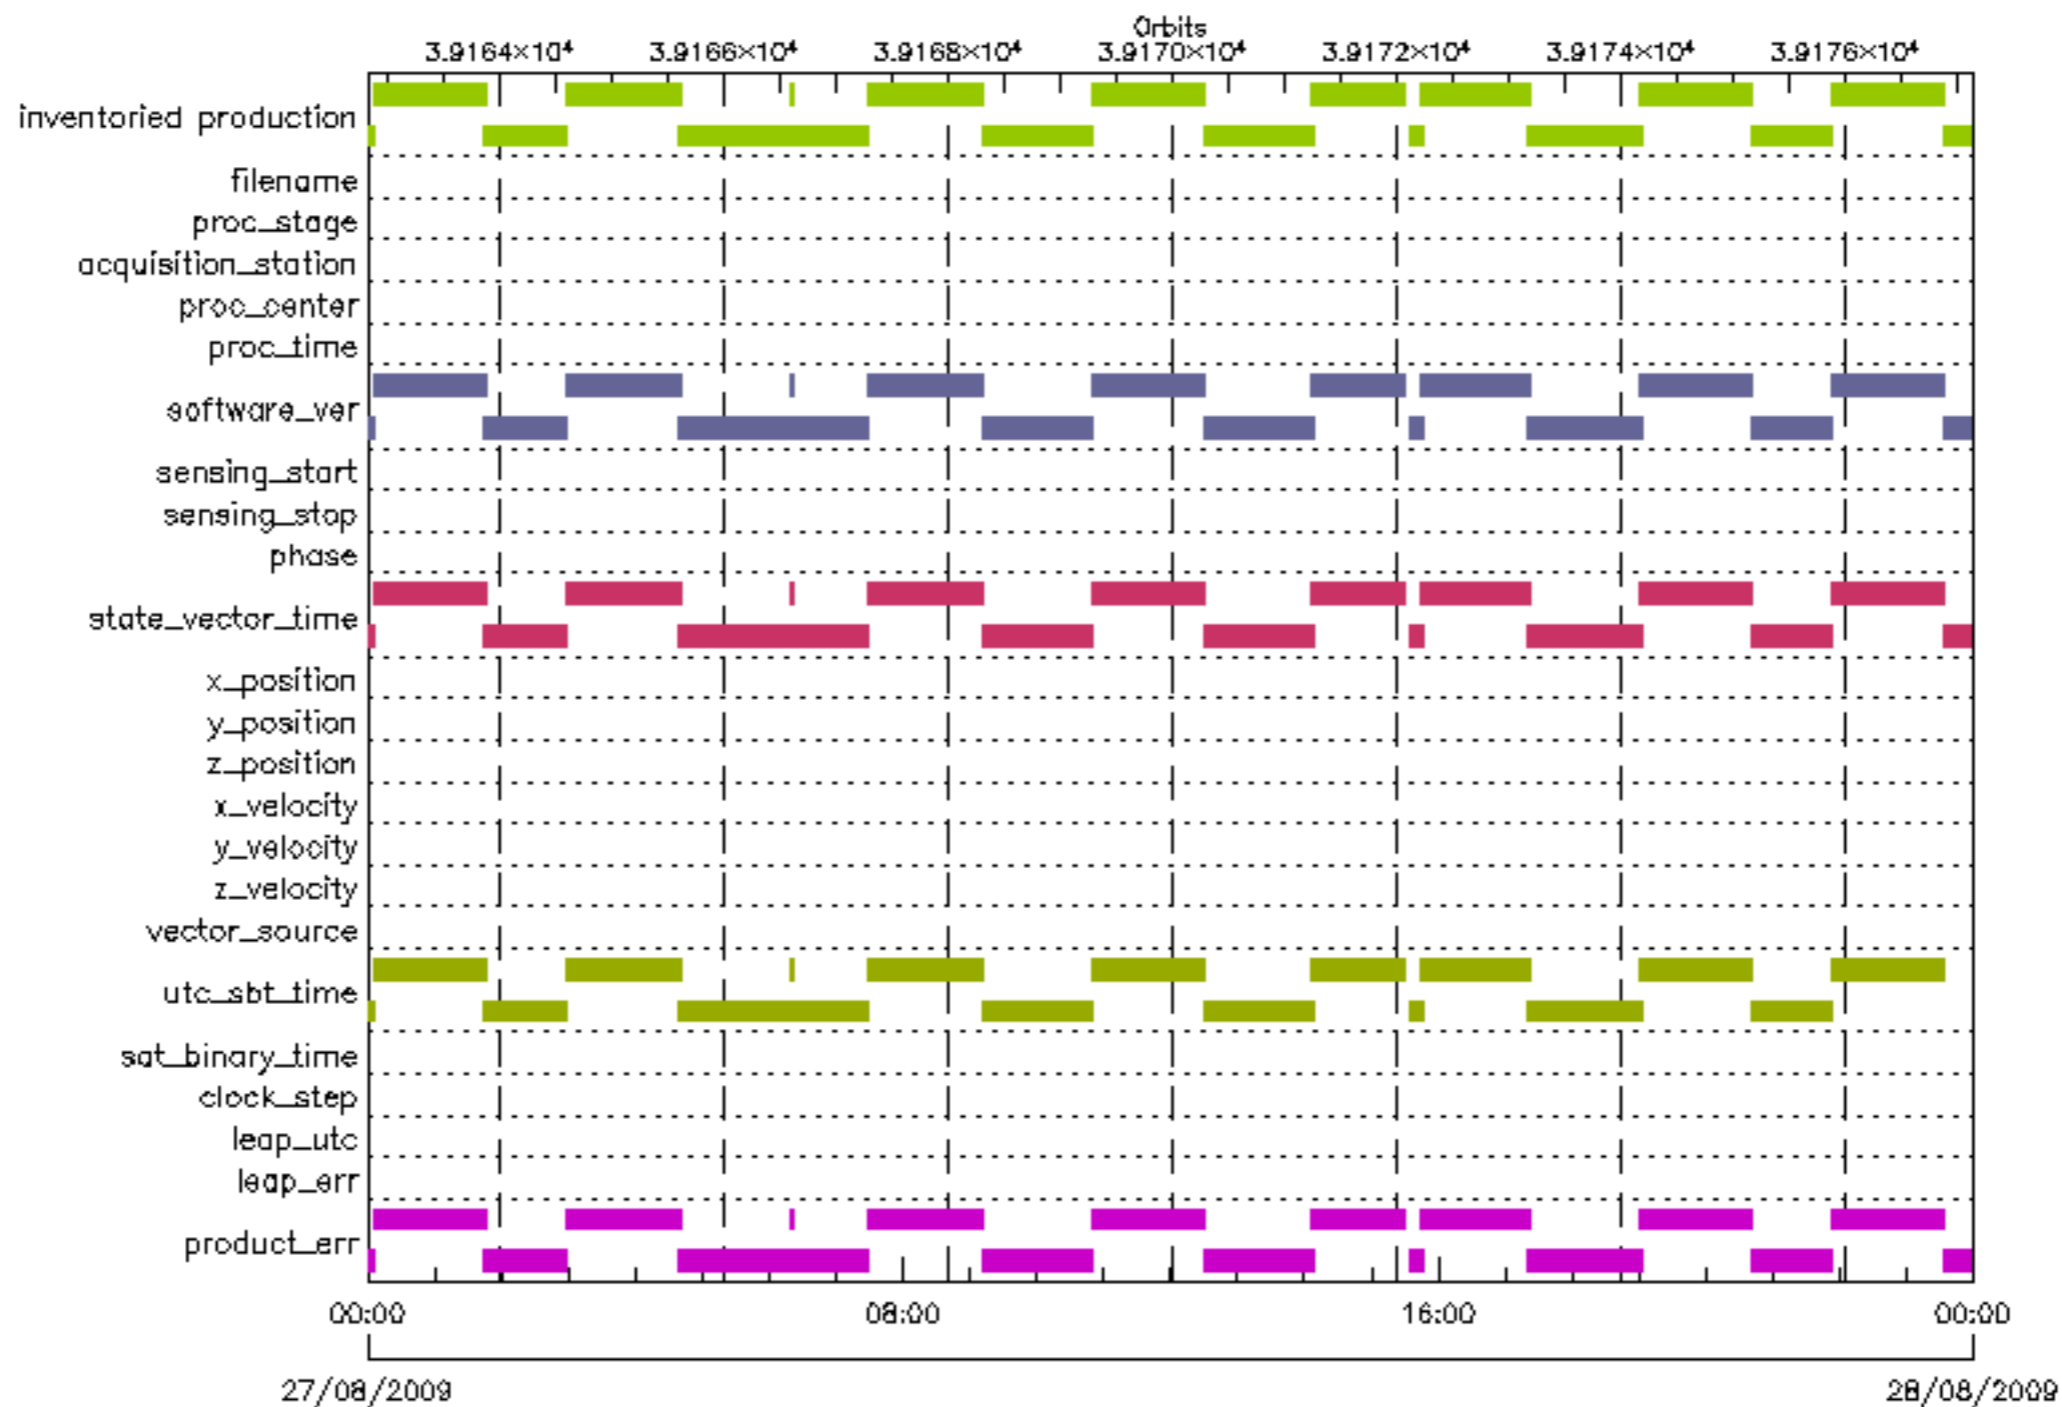 Orbits
3.9164×10⁴ 3.9166×10⁴ 3.9168×10⁴ 3.9170×10⁴ 3.9172×10⁴ 3.9174×10⁴ 3.9176×10⁴
inventoried production
filename
proc_stage
acquisition_station
proc_center
proc_time
software_ver
sensing_start
sensing_stop
phase
state_vector_time
x_position
y_position
z_position
x_velocity
y_velocity
z_velocity
vector_source
utc_sbt_time
sat_binary_time
clock_step
leap_utc
leap_err
product_err
00:00 08:00 16:00 00:00
27/08/2009 28/08/2009